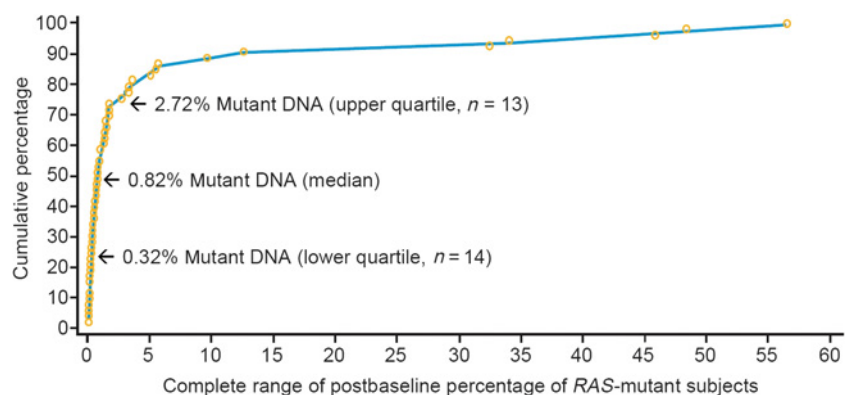 Cumulative percentage
100
90
80
70
60
50
40
30
20
10
0
← 2.72% Mutant DNA (upper quartile, n = 13)
← 0.82% Mutant DNA (median)
← 0.32% Mutant DNA (lower quartile, n = 14)
0 5 10 15 20 25 30 35 40 45 50 55 60
Complete range of postbaseline percentage of RAS-mutant subjects